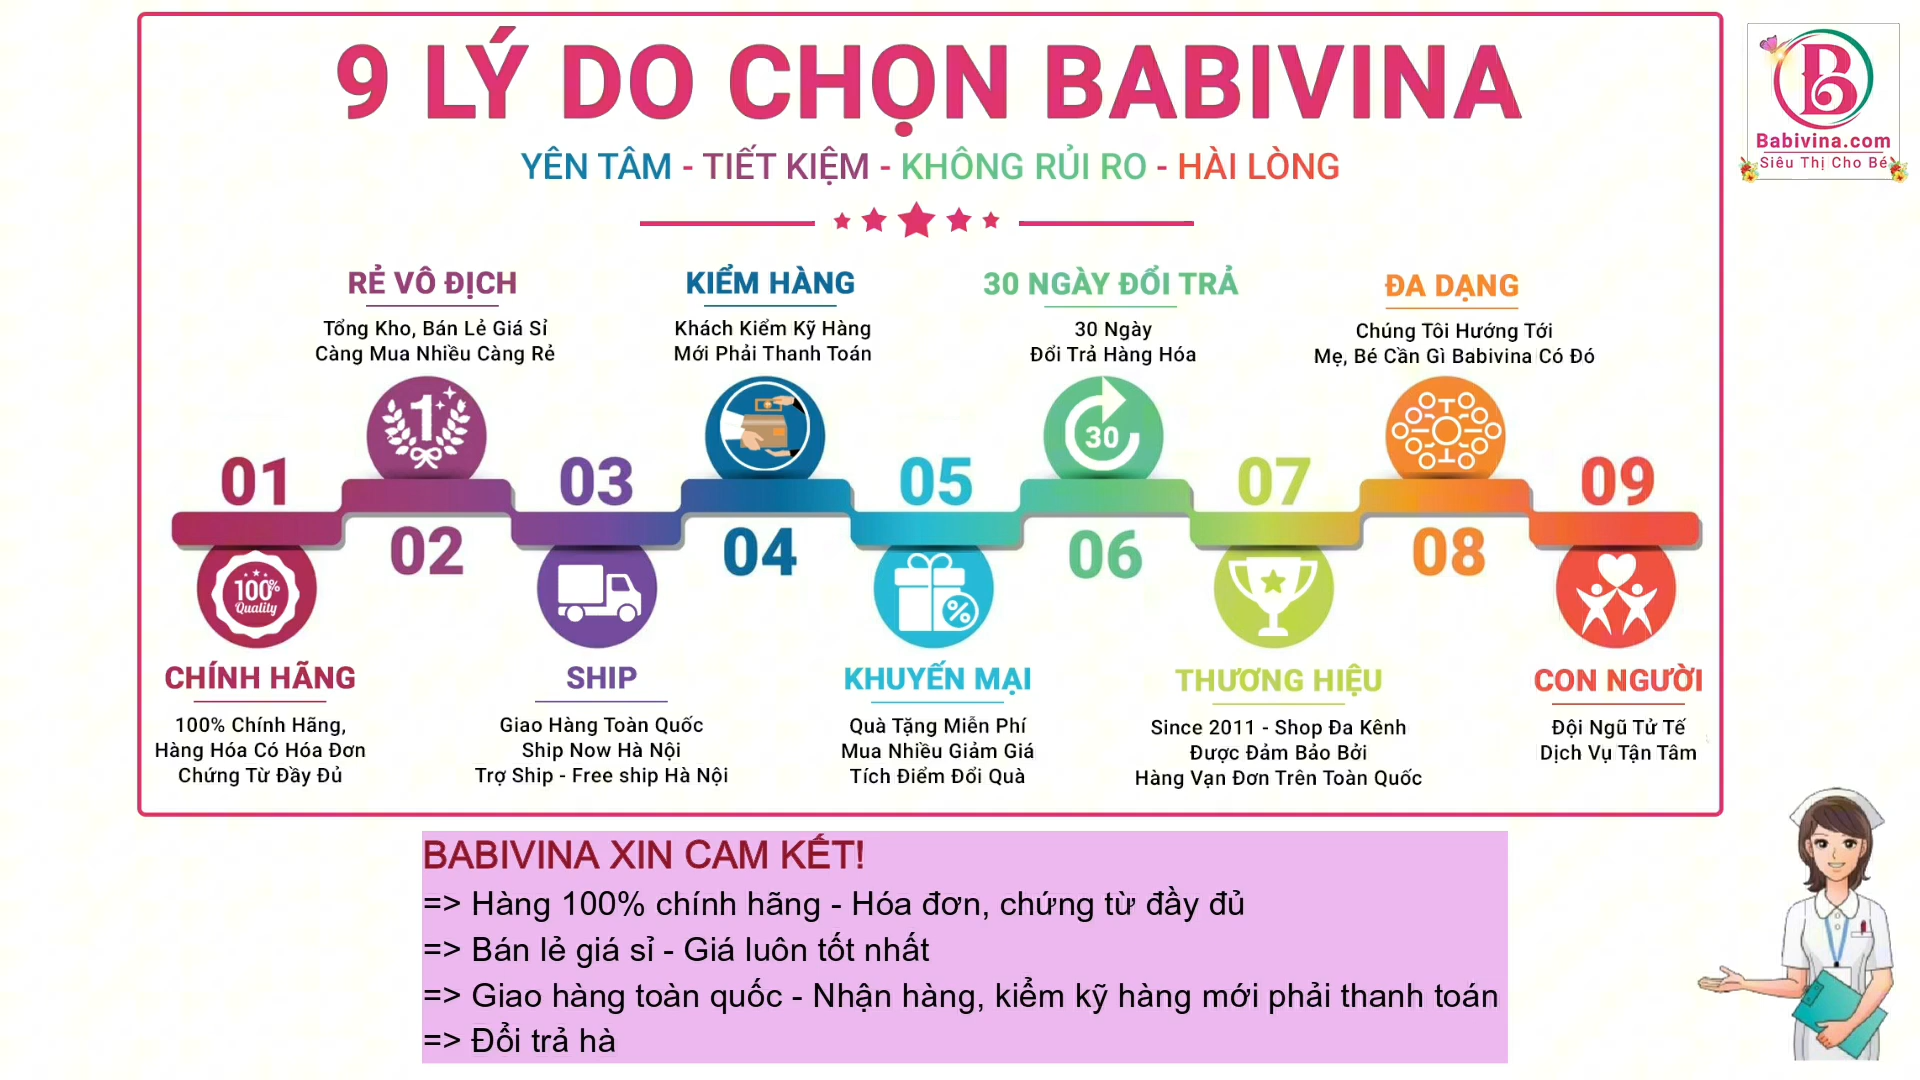 9 LÝ DO CHỌN BABIVINA
YÊN TÂM - TIẾT KIỆM - KHÔNG RỦI RO - HÀI LÒNG
Babivina.com
Siêu Thị Cho Bé
01
100% Quality
CHÍNH HÃNG
100% Chính Hãng,
Hàng Hóa Có Hóa Đơn
Chứng Từ Đầy Đủ
RẺ VÔ ĐỊCH
Tổng Kho, Bán Lẻ Giá Sỉ
Càng Mua Nhiều Càng Rẻ
1
02
03
SHIP
Giao Hàng Toàn Quốc
Ship Now Hà Nội
Trợ Ship - Free ship Hà Nội
KIỂM HÀNG
Khách Kiểm Kỹ Hàng
Mới Phải Thanh Toán
04
05
%
KHUYẾN MẠI
Quà Tặng Miễn Phí
Mua Nhiều Giảm Giá
Tích Điểm Đổi Quà
30 NGÀY ĐỔI TRẢ
30 Ngày
Đổi Trả Hàng Hóa
30
06
07
THƯƠNG HIỆU
Since 2011 - Shop Đa Kênh
Được Đảm Bảo Bởi
Hàng Vạn Đơn Trên Toàn Quốc
ĐA DẠNG
Chúng Tôi Hướng Tới
Mẹ, Bé Cần Gì Babivina Có Đó
08
09
CON NGƯỜI
Đội Ngũ Tử Tế
Dịch Vụ Tận Tâm
BABIVINA XIN CAM KẾT!
=> Hàng 100% chính hãng - Hóa đơn, chứng từ đầy đủ
=> Bán lẻ giá sỉ - Giá luôn tốt nhất
=> Giao hàng toàn quốc - Nhận hàng, kiểm kỹ hàng mới phải thanh toán
=> Đổi trả hà